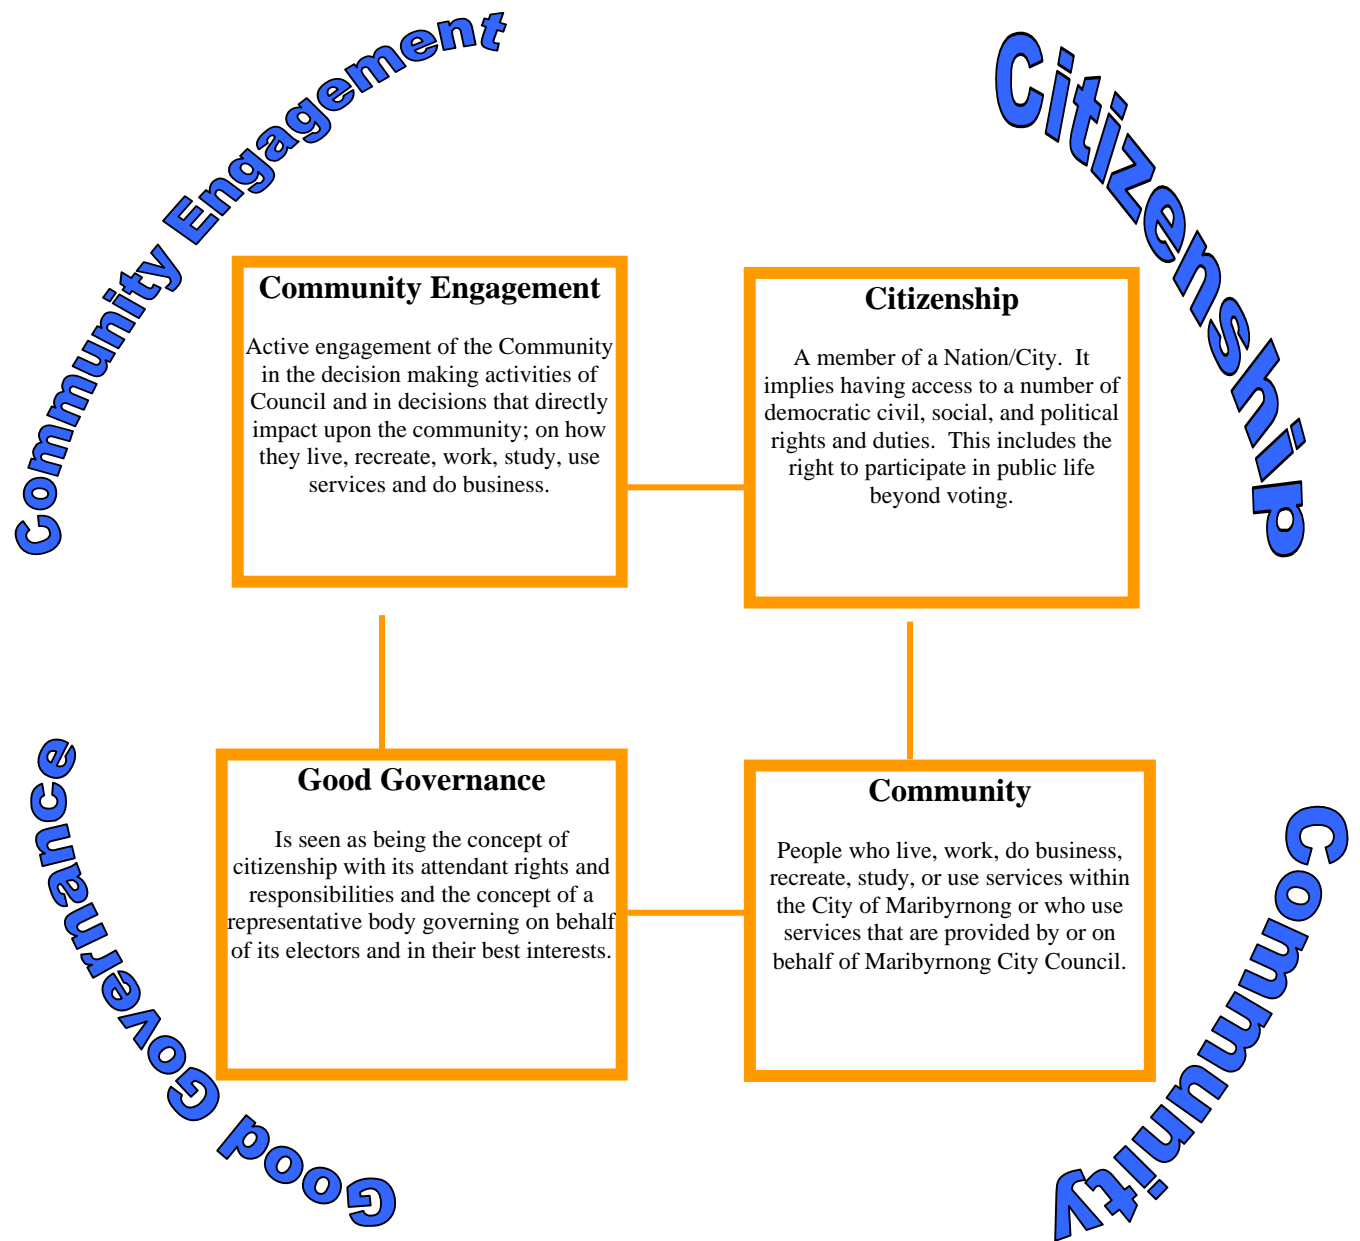 Community Engagement
Citizenship
Community Engagement
Active engagement of the Community
in the decision making activities of
Council and in decisions that directly
impact upon the community; on how
they live, recreate, work, study, use
services and do business.
Citizenship
A member of a Nation/City. It
implies having access to a number of
democratic civil, social, and political
rights and duties. This includes the
right to participate in public life
beyond voting.
Good Governance
Is seen as being the concept of
citizenship with its attendant rights and
responsibilities and the concept of a
representative body governing on behalf
of its electors and in their best interests.
Community
People who live, work, do business,
recreate, study, or use services within
the City of Maribyrnong or who use
services that are provided by or on
behalf of Maribyrnong City Council.
Good Governance
Community